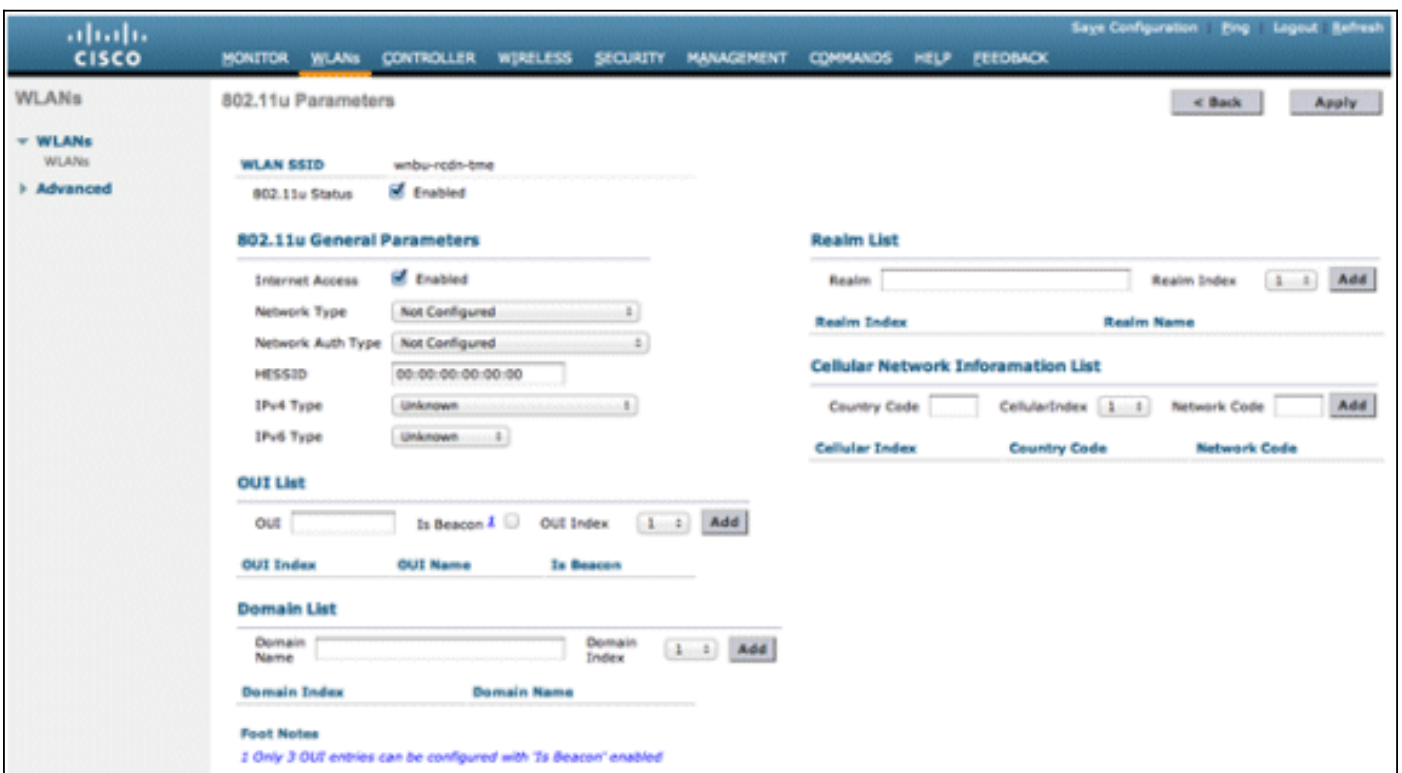 Save Configuration Ping Logout Refresh
CISCO
MONITOR WLANs CONTROLLER WIRELESS SECURITY MANAGEMENT COMMANDS HELP FEEDBACK
WLANs
802.11u Parameters
< Back Apply
WLANs
WLANs
Advanced
WLAN SSID wnbu-rcdn-tme
802.11u Status Enabled
802.11u General Parameters
Internet Access Enabled
Network Type Not Configured
Network Auth Type Not Configured
HESSID 00:00:00:00:00:00
IPv4 Type Unknown
IPv6 Type Unknown
OUI List
OUI Is Beacon 1 OUI Index 1 Add
OUI Index OUI Name Is Beacon
Domain List
Domain Name Domain Index 1 Add
Domain Index Domain Name
Foot Notes
1 Only 3 OUI entries can be configured with 'Is Beacon' enabled
Realm List
Realm Realm Index 1 Add
Realm Index Realm Name
Cellular Network Inforamation List
Country Code CellularIndex 1 Network Code Add
Cellular Index Country Code Network Code